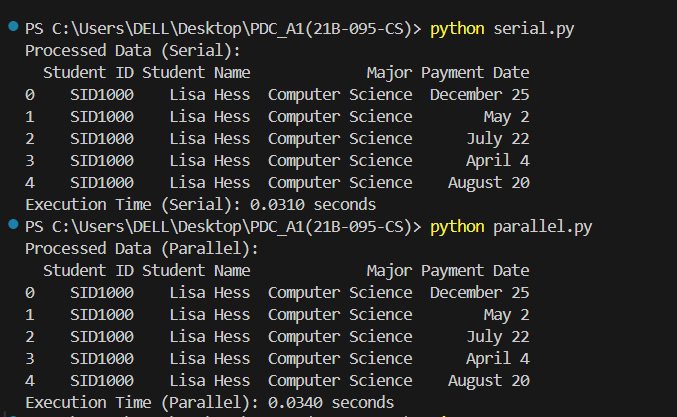 PS C:\Users\DELL\Desktop\PDC_A1(21B-095-CS)> python serial.py
Processed Data (Serial):
  Student ID Student Name             Major Payment Date
0    SID1000    Lisa Hess  Computer Science  December 25
1    SID1000    Lisa Hess  Computer Science        May 2
2    SID1000    Lisa Hess  Computer Science      July 22
3    SID1000    Lisa Hess  Computer Science      April 4
4    SID1000    Lisa Hess  Computer Science    August 20
Execution Time (Serial): 0.0310 seconds
PS C:\Users\DELL\Desktop\PDC_A1(21B-095-CS)> python parallel.py
Processed Data (Parallel):
  Student ID Student Name             Major Payment Date
0    SID1000    Lisa Hess  Computer Science  December 25
1    SID1000    Lisa Hess  Computer Science        May 2
2    SID1000    Lisa Hess  Computer Science      July 22
3    SID1000    Lisa Hess  Computer Science      April 4
4    SID1000    Lisa Hess  Computer Science    August 20
Execution Time (Parallel): 0.0340 seconds